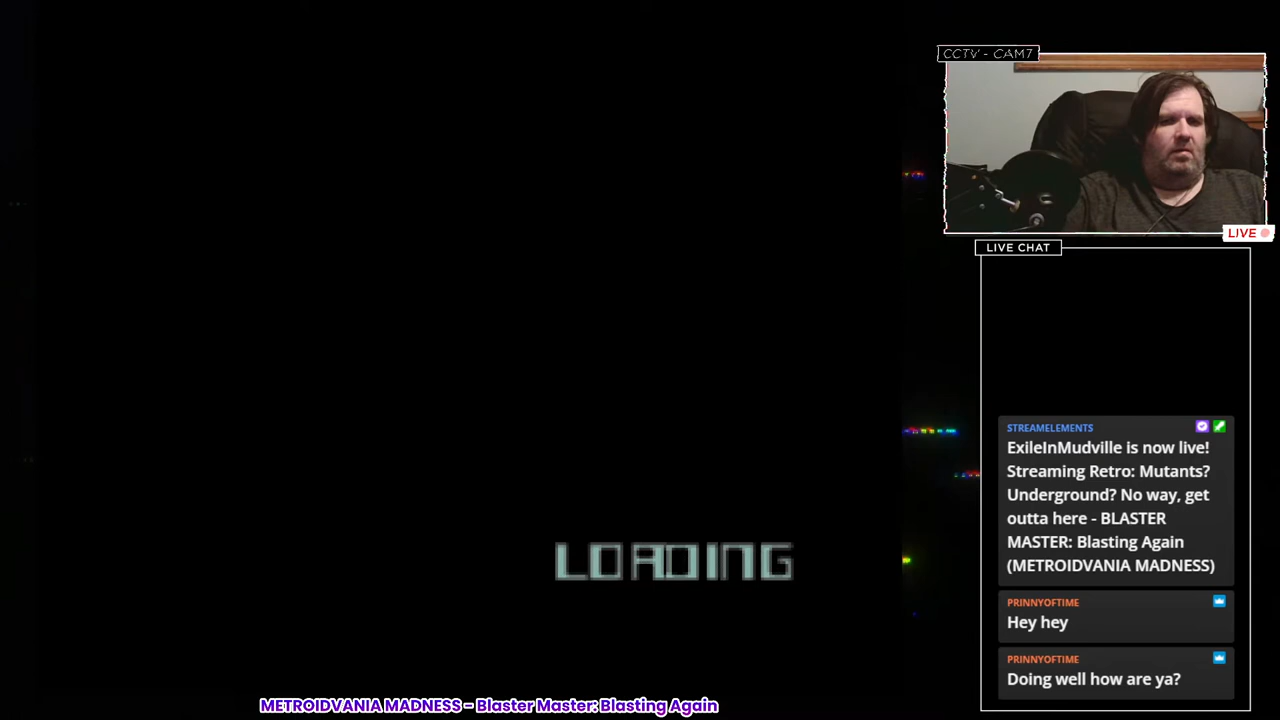 CCTV - CAM7
LIVE
LIVE CHAT
STREAMELEMENTS
ExileInMudville is now live!
Streaming Retro: Mutants?
Underground? No way, get
outta here - BLASTER
MASTER: Blasting Again
(METROIDVANIA MADNESS)
PRINNYOFTIME
Hey hey
PRINNYOFTIME
Doing well how are ya?
LOADING
METROIDVANIA MADNESS - Blaster Master: Blasting Again